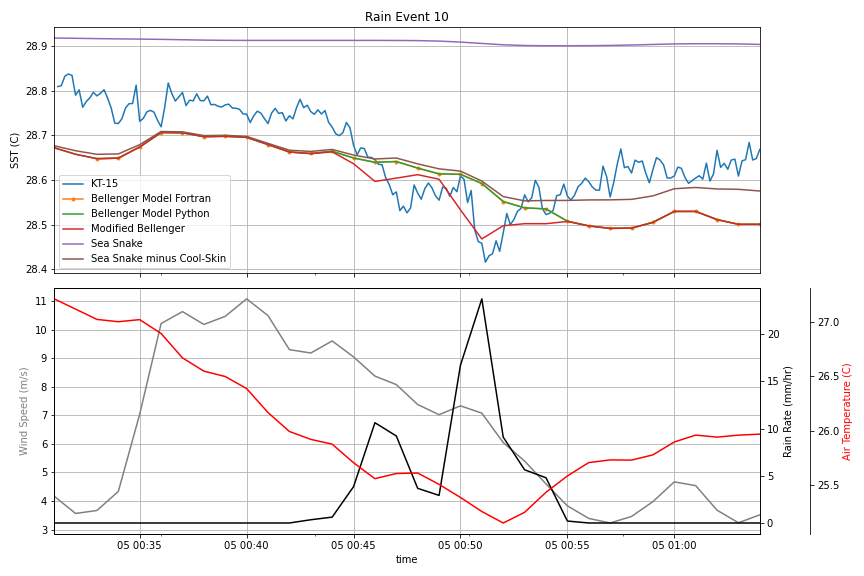 Rain Event 10
SST (C)
28.9
28.8
28.7
28.6
28.5
28.4
KT-15
Bellenger Model Fortran
Bellenger Model Python
Modified Bellenger
Sea Snake
Sea Snake minus Cool-Skin
Wind Speed (m/s)
11
10
9
8
7
6
5
4
3
20
15
10
5
0
Rain Rate (mm/hr)
27.0
26.5
26.0
25.5
Air Temperature (C)
05 00:35 05 00:40 05 00:45 05 00:50 05 00:55 05 01:00
time